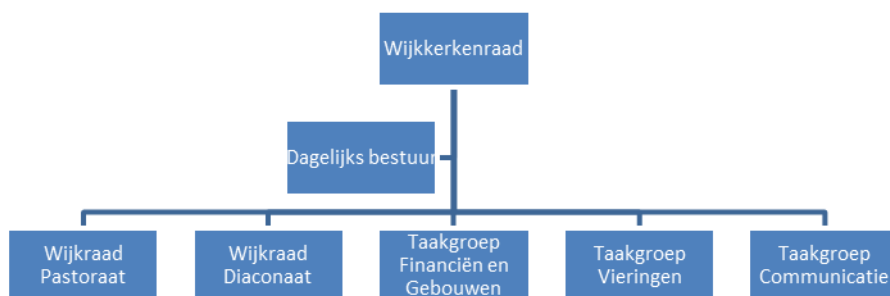 Wijkkerkenraad
Dagelijks bestuur
Wijkraad
Pastoraat
Wijkraad
Diaconaat
Taakgroep
Financiën en
Gebouwen
Taakgroep
Vieringen
Taakgroep
Communicatie